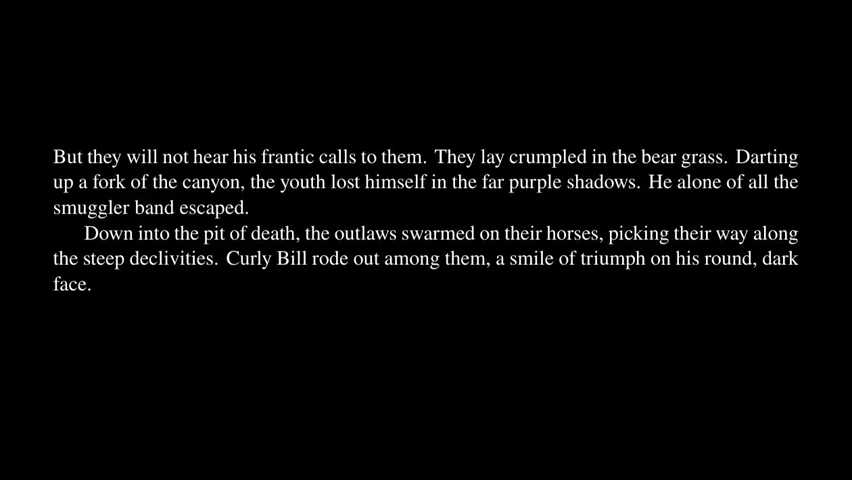 But they will not hear his frantic calls to them. They lay crumpled in the bear grass. Darting
up a fork of the canyon, the youth lost himself in the far purple shadows. He alone of all the
smuggler band escaped.
Down into the pit of death, the outlaws swarmed on their horses, picking their way along
the steep declivities. Curly Bill rode out among them, a smile of triumph on his round, dark
face.